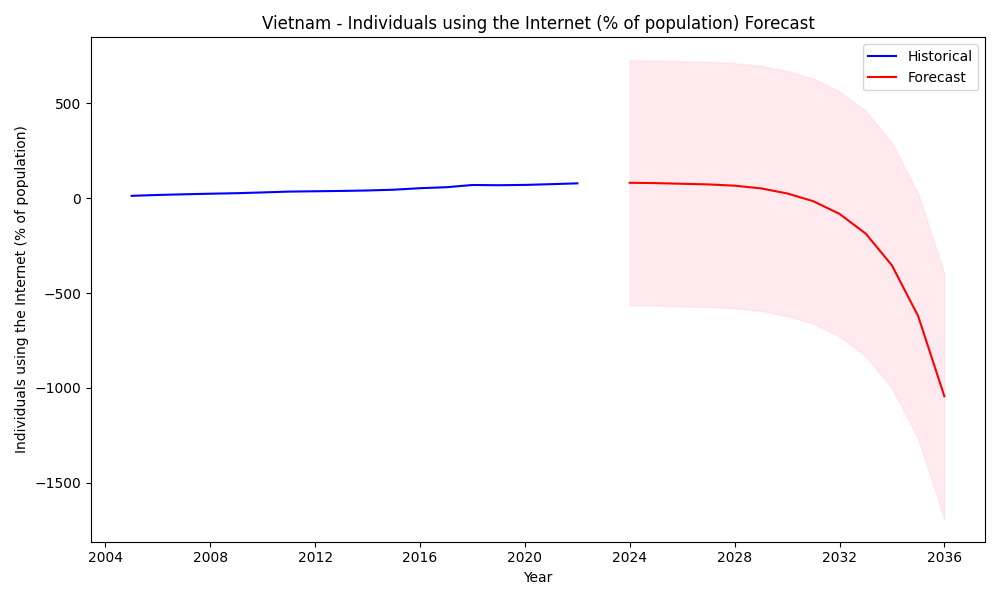 Vietnam - Individuals using the Internet (% of population) Forecast
Historical
Forecast
Individuals using the Internet (% of population)
500
0
−500
−1000
−1500
2004
2008
2012
2016
2020
2024
2028
2032
2036
Year